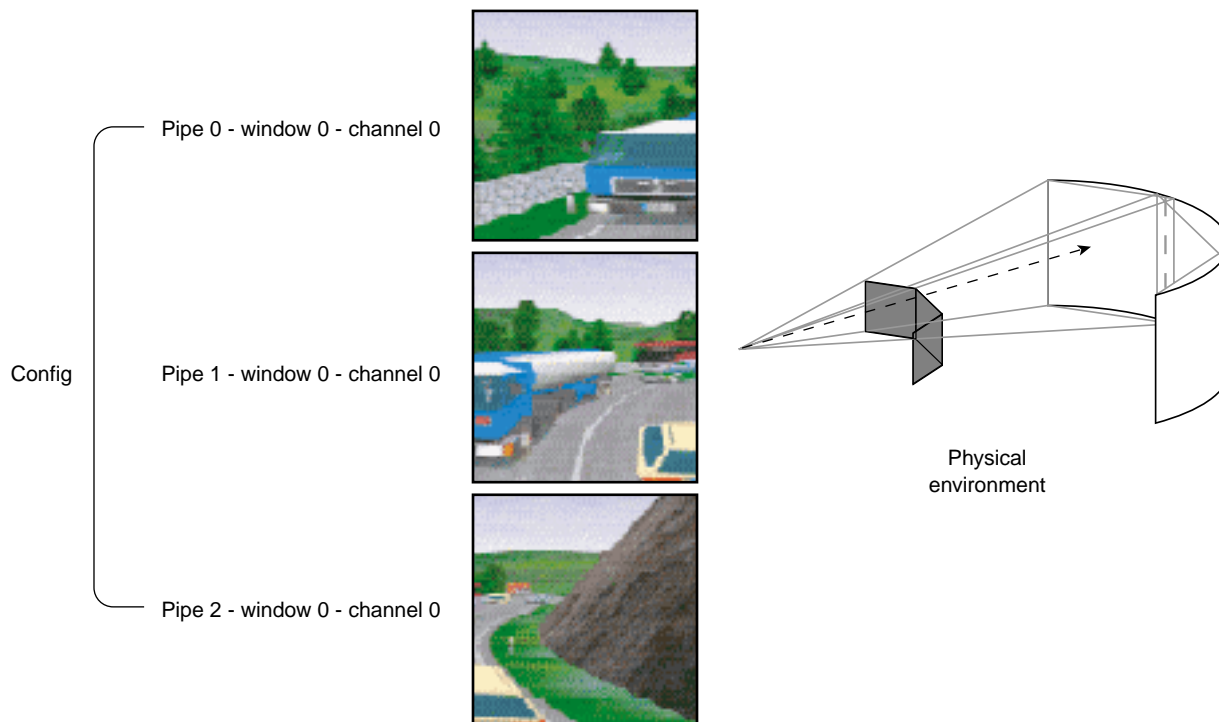 Pipe 0 - window 0 - channel 0
Config
Pipe 1 - window 0 - channel 0
Pipe 2 - window 0 - channel 0
Physical
environment